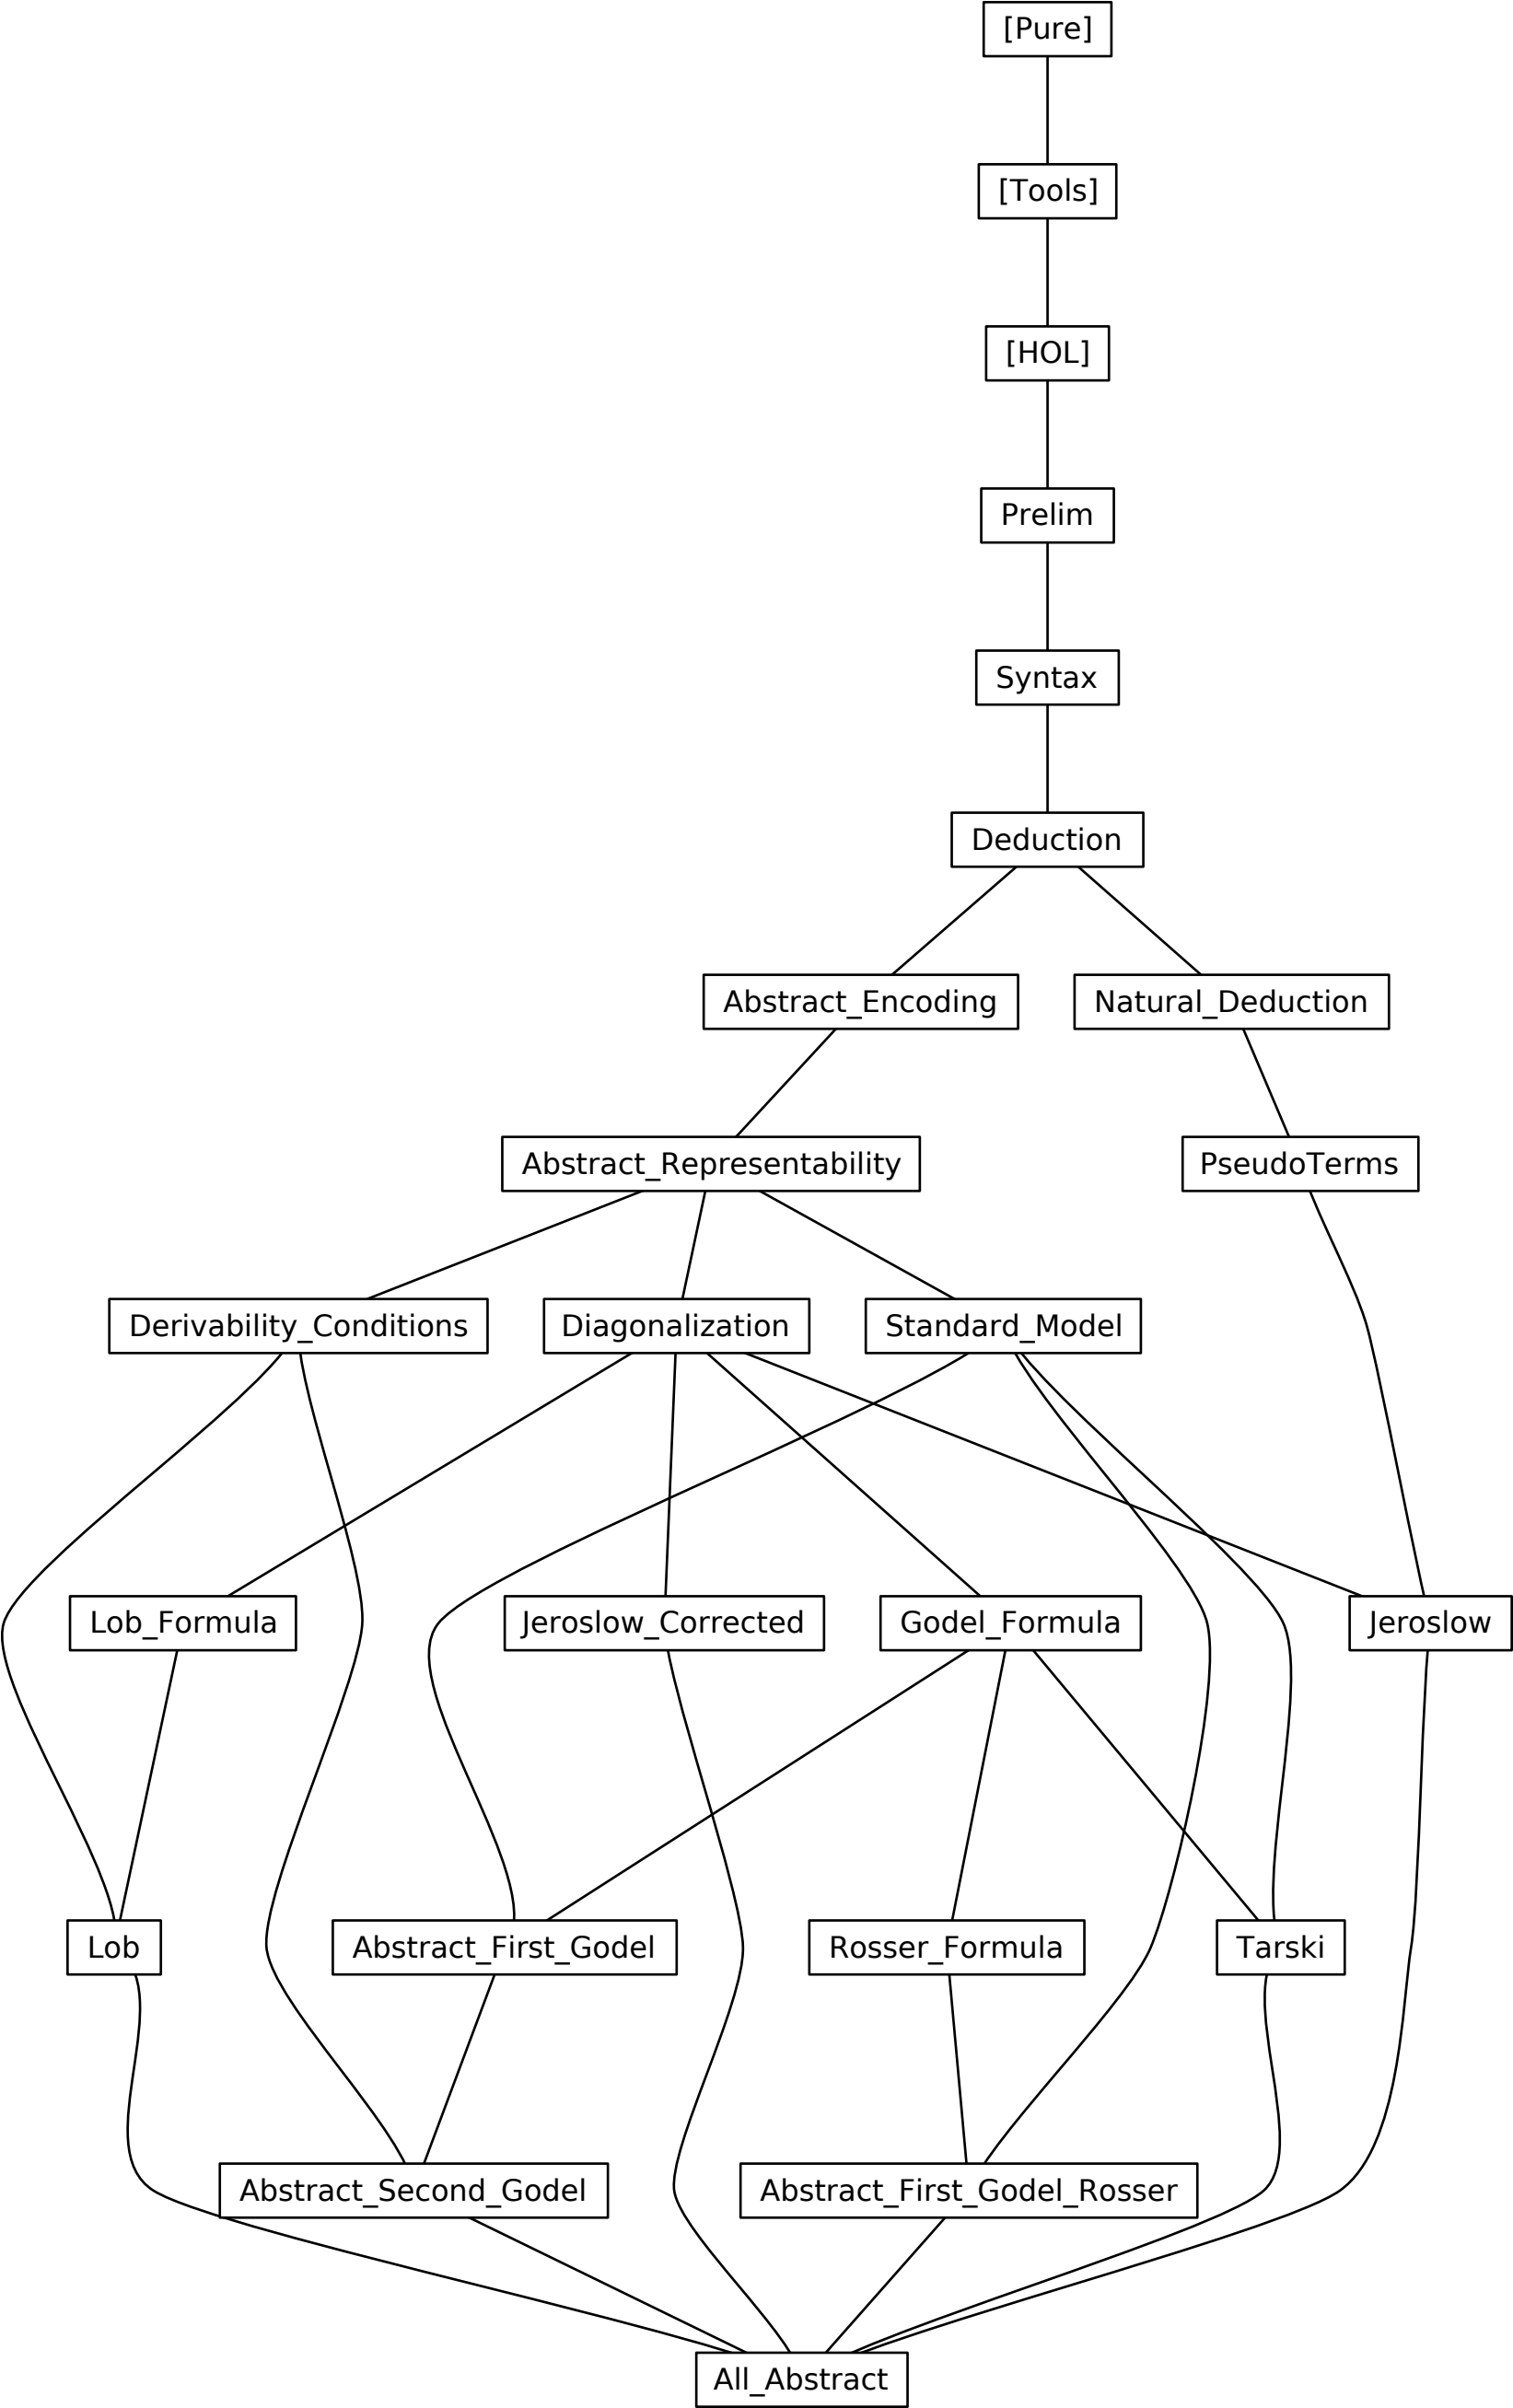 [Pure]
[Tools]
[HOL]
Prelim
Syntax
Deduction
Abstract_Encoding
Natural_Deduction
Abstract_Representability
PseudoTerms
Derivability_Conditions
Diagonalization
Standard_Model
Lob_Formula
Jeroslow_Corrected
Godel_Formula
Jeroslow
Lob
Abstract_First_Godel
Rosser_Formula
Tarski
Abstract_Second_Godel
Abstract_First_Godel_Rosser
All_Abstract